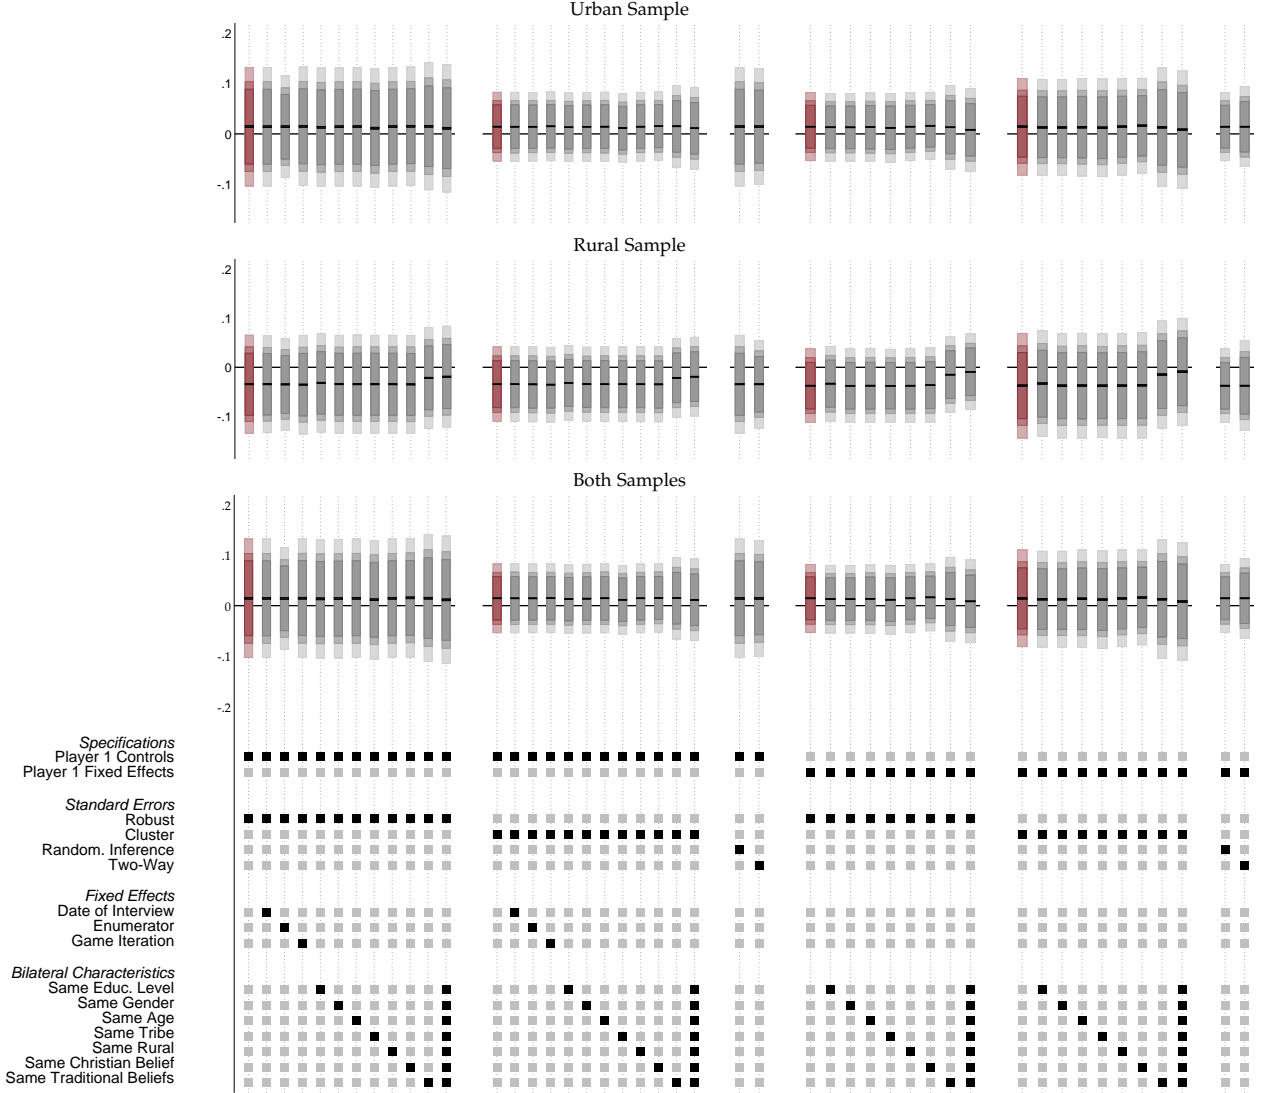 Urban Sample
.2
.1
0
-.1
Rural Sample
.2
.1
0
-.1
Both Samples
.2
.1
0
-.1
-.2
Specifications
Player 1 Controls
Player 1 Fixed Effects
Standard Errors
Robust
Cluster
Random. Inference
Two-Way
Fixed Effects
Date of Interview
Enumerator
Game Iteration
Bilateral Characteristics
Same Educ. Level
Same Gender
Same Age
Same Tribe
Same Rural
Same Christian Belief
Same Traditional Beliefs